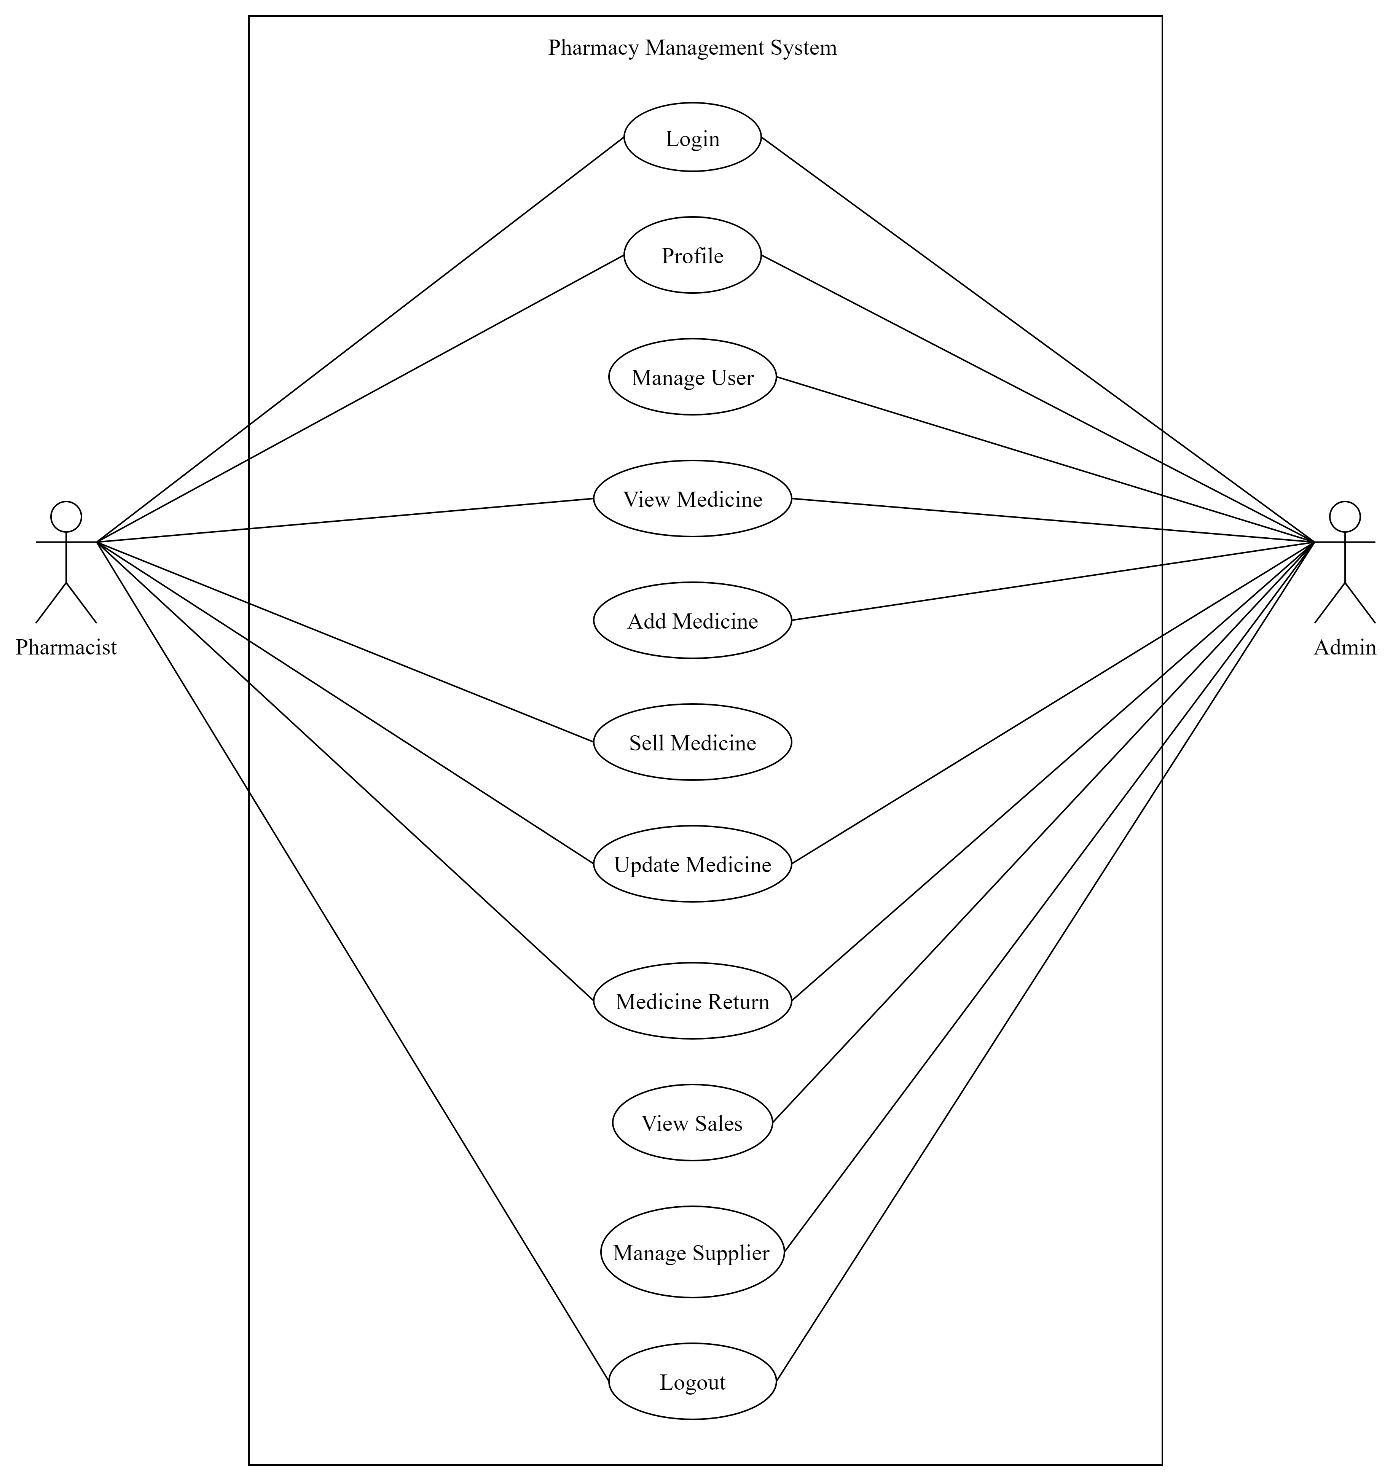 Pharmacy Management System
Login
Profile
Manage User
View Medicine
Add Medicine
Pharmacist
Admin
Sell Medicine
Update Medicine
Medicine Return
View Sales
Manage Supplier
Logout